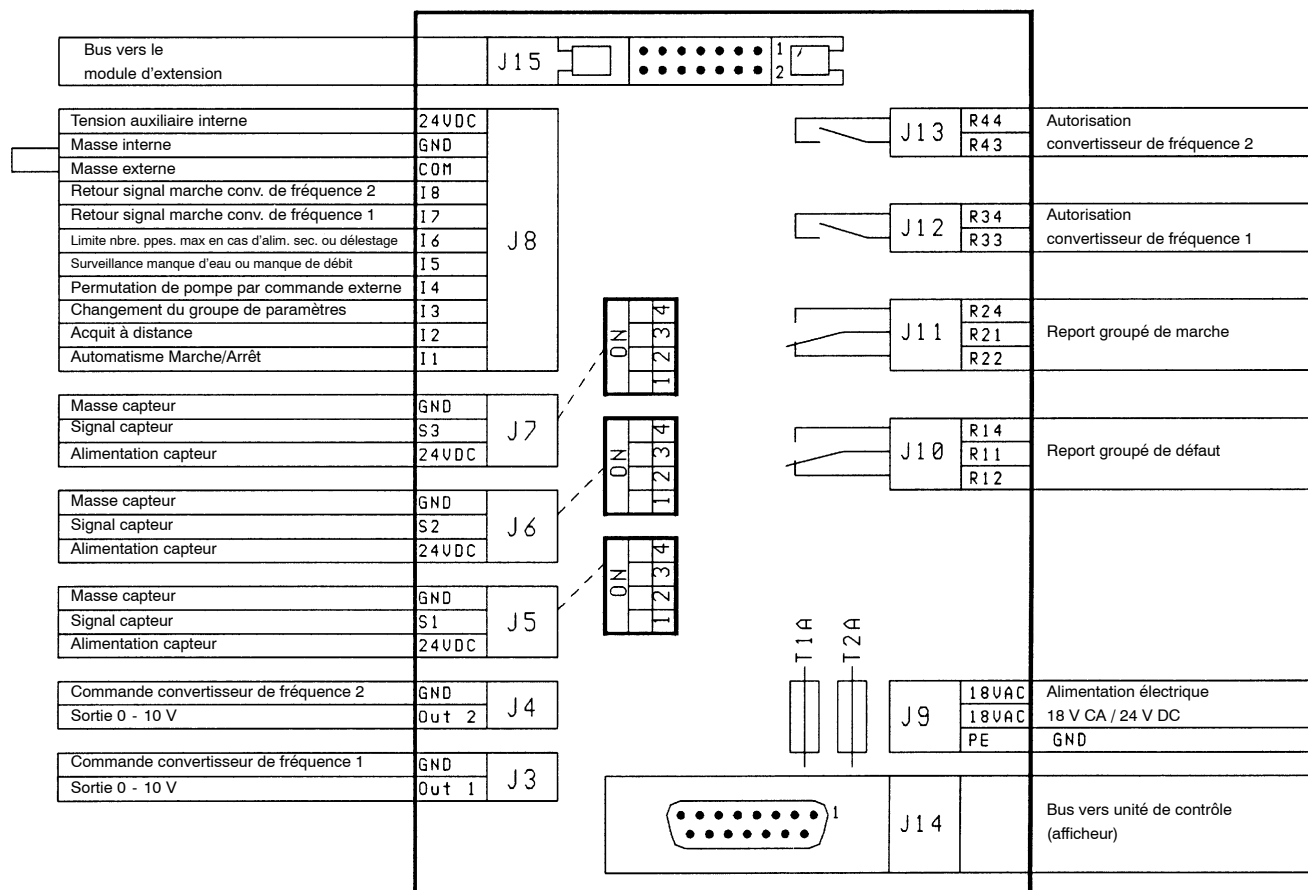 Bus vers le
module d'extension
J15
1
2
Tension auxiliaire interne 24VDC
Masse interne GND
Masse externe COM
Retour signal marche conv. de fréquence 2 I8
Retour signal marche conv. de fréquence 1 I7
Limite nbre. ppes. max en cas d'alim. sec. ou délestage I6
Surveillance manque d'eau ou manque de débit I5
Permutation de pompe par commande externe I4
Changement du groupe de paramètres I3
Acquit à distance I2
Automatisme Marche/Arrêt I1
J8
Masse capteur GND
Signal capteur S3
Alimentation capteur 24VDC
J7
Masse capteur GND
Signal capteur S2
Alimentation capteur 24VDC
J6
Masse capteur GND
Signal capteur S1
Alimentation capteur 24VDC
J5
Commande convertisseur de fréquence 2 GND
Sortie 0 - 10 V Out 2
J4
Commande convertisseur de fréquence 1 GND
Sortie 0 - 10 V Out 1
J3
ON
1 2 3 4
ON
1 2 3 4
ON
1 2 3 4
J13
R44 Autorisation
R43 convertisseur de fréquence 2
J12
R34 Autorisation
R33 convertisseur de fréquence 1
J11
R24
R21 Report groupé de marche
R22
J10
R14
R11 Report groupé de défaut
R12
T1A
T2A
J9
18VAC Alimentation électrique
18VAC 18 V CA / 24 V DC
PE GND
1
J14
Bus vers unité de contrôle
(afficheur)